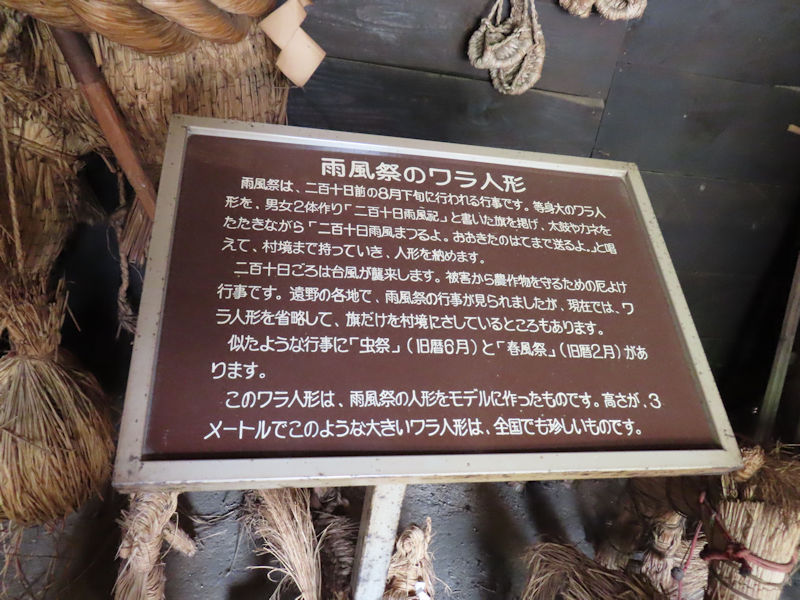 雨風祭のワラ人形
雨風祭は、二百十日前の8月下旬に行われる行事です。等身大のワラ人
形を、男女2体作り「二百十日雨風祀」と書いた旗を掲げ、太鼓やカネを
たたきながら「二百十日雨風まつるよ。おおきたのはてまで送るよ。」と唱
えて、村境まで持っていき、人形を納めます。
二百十日ごろは台風が襲来します。被害から農作物を守るための厄よけ
行事です。遠野の各地で、雨風祭の行事が見られましたが、現在では、ワ
ラ人形を省略して、旗だけを村境にさしているところもあります。
似たような行事に「虫祭」(旧暦6月)と「春風祭」(旧暦2月)があ
ります。
このワラ人形は、雨風祭の人形をモデルに作ったものです。高さが、3
メートルでこのような大きいワラ人形は、全国でも珍しいものです。